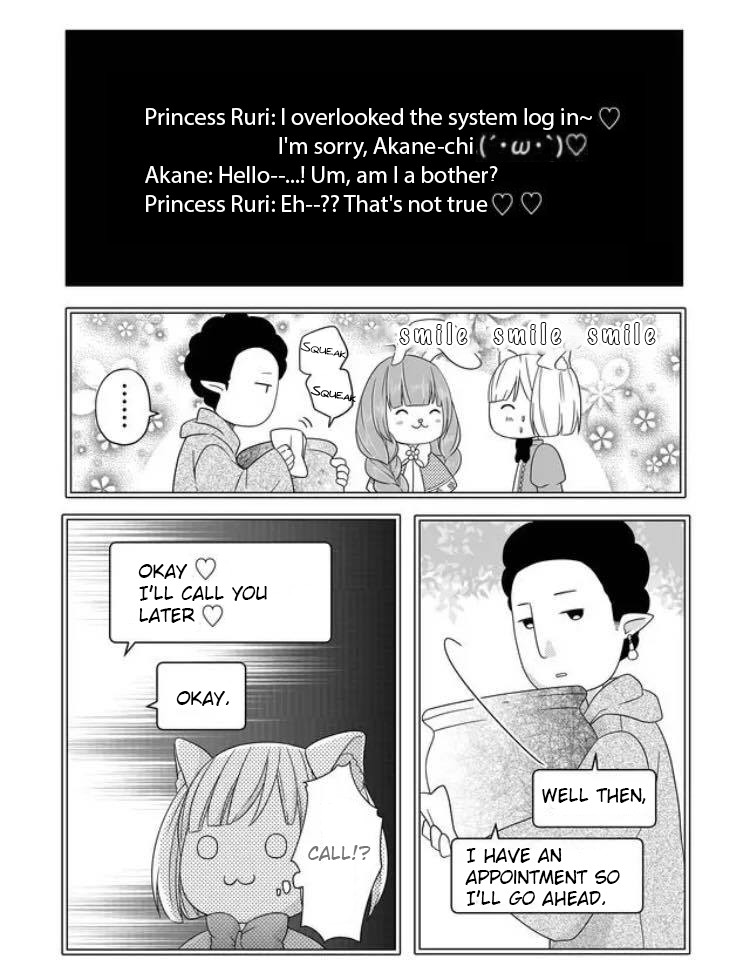 Princess Ruri: I overlooked the system log in~ ♡
I'm sorry, Akane-chi (´・ω・`)♡
Akane: Hello--...! Um, am I a bother?
Princess Ruri: Eh--?? That's not true ♡ ♡
smile smile smile
SQUEAK
SQUEAK
......
WELL THEN,
I HAVE AN
APPOINTMENT SO
I'LL GO AHEAD.
OKAY ♡
I'LL CALL YOU
LATER ♡
OKAY.
CALL!?